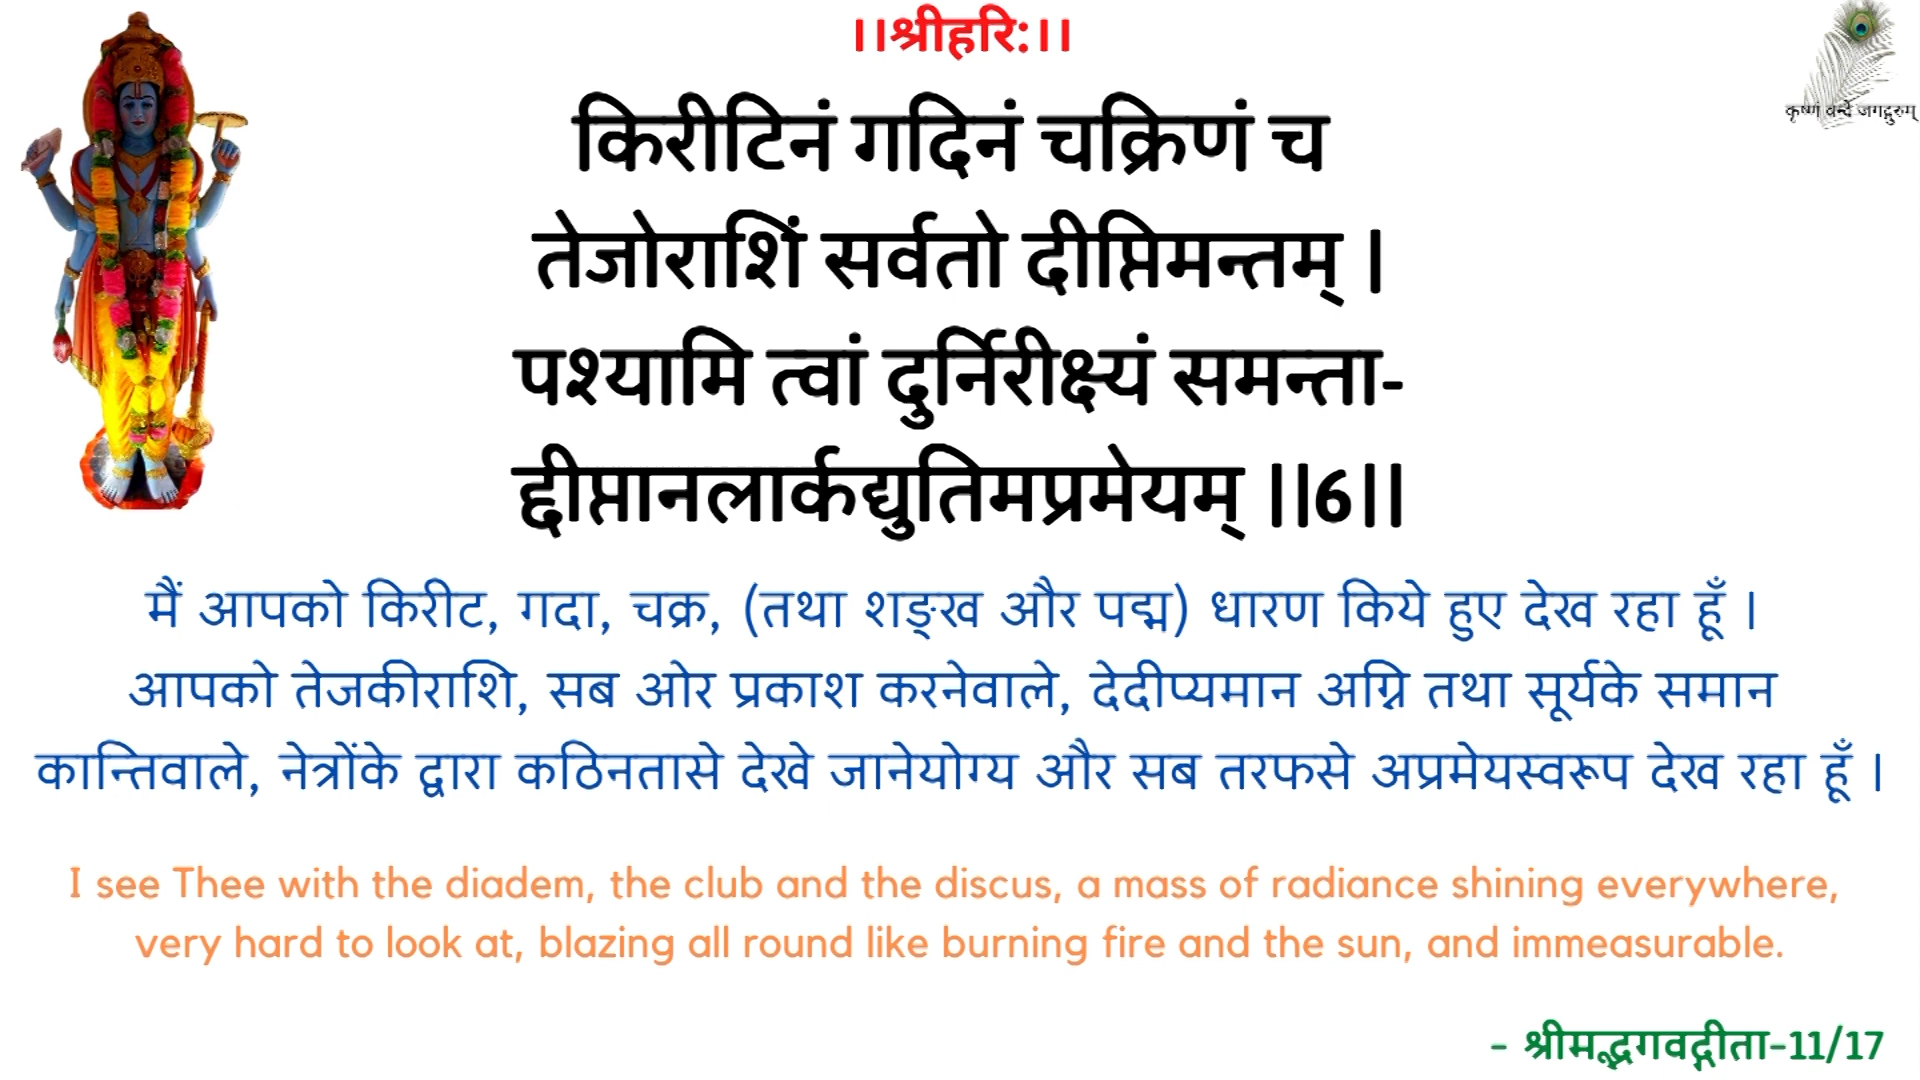 ।।श्रीहरि:।।
कृष्णं वन्दे जगद्गुरुम्
किरीटिनं गदिनं चक्रिणं च
तेजोराशिं सर्वतो दीप्तिमन्तम् |
पश्यामि त्वां दुर्निरीक्ष्यं समन्ता-
द्दीप्तानलार्कद्युतिमप्रमेयम् ||6||
मैं आपको किरीट, गदा, चक्र, (तथा शङ्ख और पद्म) धारण किये हुए देख रहा हूँ |
आपको तेजकीराशि, सब ओर प्रकाश करनेवाले, देदीप्यमान अग्नि तथा सूर्यके समान
कान्तिवाले, नेत्रोंके द्वारा कठिनतासे देखे जानेयोग्य और सब तरफसे अप्रमेयस्वरूप देख रहा हूँ |
I see Thee with the diadem, the club and the discus, a mass of radiance shining everywhere,
very hard to look at, blazing all round like burning fire and the sun, and immeasurable.
- श्रीमद्भगवद्गीता-11/17